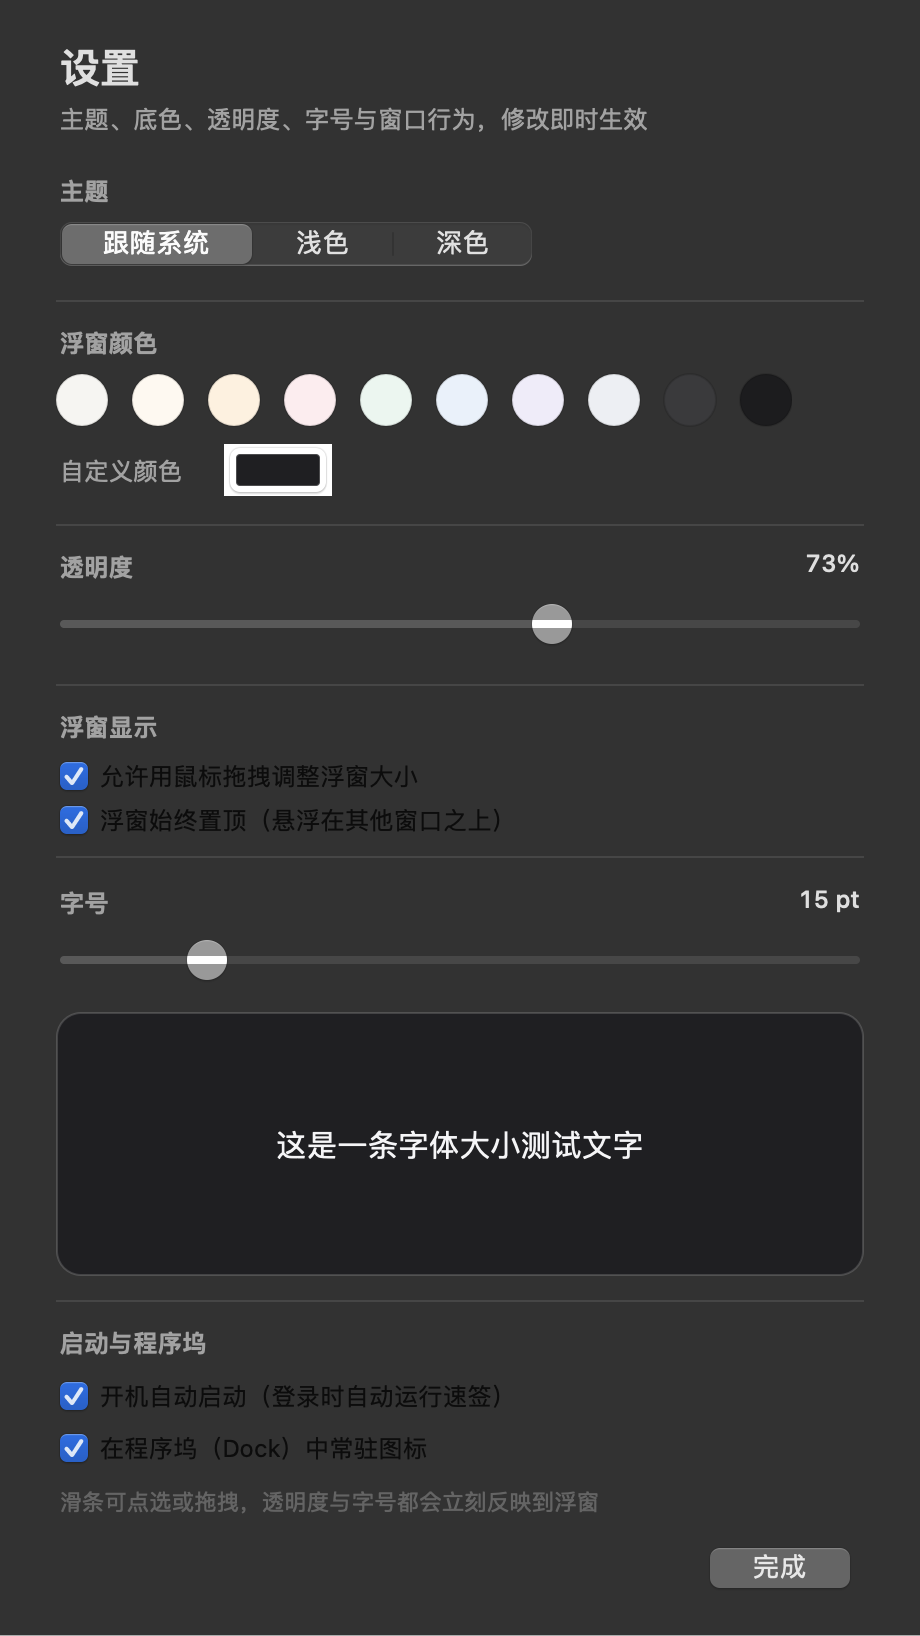 设置
主题、底色、透明度、字号与窗口行为，修改即时生效
主题
跟随系统 浅色 深色
浮窗颜色
自定义颜色
透明度 73%
浮窗显示
允许用鼠标拖拽调整浮窗大小
浮窗始终置顶（悬浮在其他窗口之上）
字号 15 pt
这是一条字体大小测试文字
启动与程序坞
开机自动启动（登录时自动运行速签）
在程序坞（Dock）中常驻图标
滑条可点选或拖拽，透明度与字号都会立刻反映到浮窗
完成